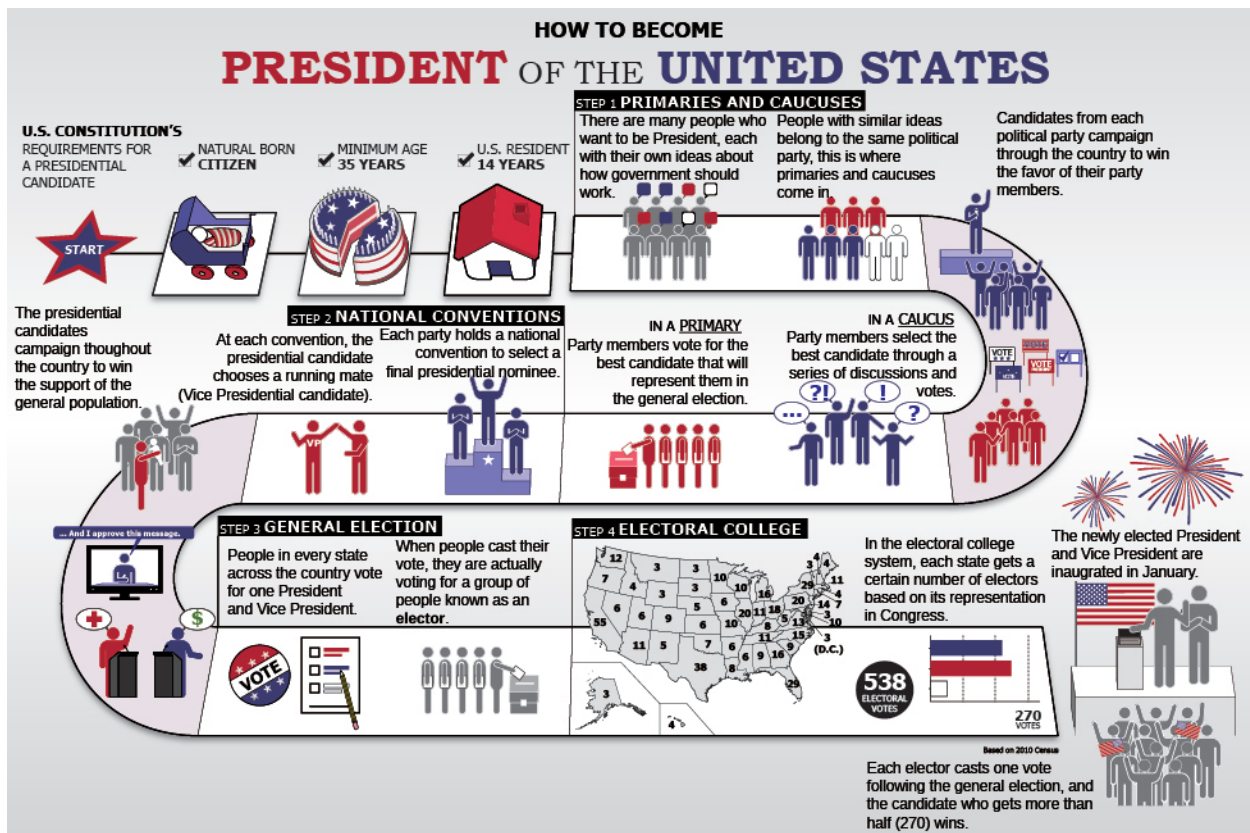 HOW TO BECOME
PRESIDENT OF THE UNITED STATES
U.S. CONSTITUTION'S
REQUIREMENTS FOR
A PRESIDENTIAL
CANDIDATE
START
NATURAL BORN
CITIZEN
MINIMUM AGE
35 YEARS
U.S. RESIDENT
14 YEARS
STEP 1 PRIMARIES AND CAUCUSES
There are many people who
want to be President, each
with their own ideas about
how government should
work.
People with similar ideas
belong to the same political
party, this is where
primaries and caucuses
come in.
Candidates from each
political party campaign
through the country to win
the favor of their party
members.
VOTE
VOTE
IN A CAUCUS
Party members select the
best candidate through a
series of discussions and
votes.
...
?!
!
?
IN A PRIMARY
Party members vote for the
best candidate that will
represent them in
the general election.
STEP 2 NATIONAL CONVENTIONS
Each party holds a national
convention to select a
final presidential nominee.
At each convention, the
presidential candidate
chooses a running mate
(Vice Presidential candidate).
VP
The presidential
candidates
campaign thoughout
the country to win
the support of the
general population.
... And I approve this message.
$
STEP 3 GENERAL ELECTION
People in every state
across the country vote
for one President
and Vice President.
VOTE
When people cast their
vote, they are actually
voting for a group of
people known as an
elector.
STEP 4 ELECTORAL COLLEGE
12 3 3 10 10 16 4 3 4
7 4 3 3 6 20 11 18 20 29 11 4
55 6 6 9 5 6 10 8 5 13 14 7 3 10
11 5 7 6 11 15 3
(D.C.)
38 8 6 9 16 9
29
3
4
In the electoral college
system, each state gets a
certain number of electors
based on its representation
in Congress.
538
ELECTORAL
VOTES
270
VOTES
Based on 2010 Census
Each elector casts one vote
following the general election, and
the candidate who gets more than
half (270) wins.
The newly elected President
and Vice President are
inaugrated in January.